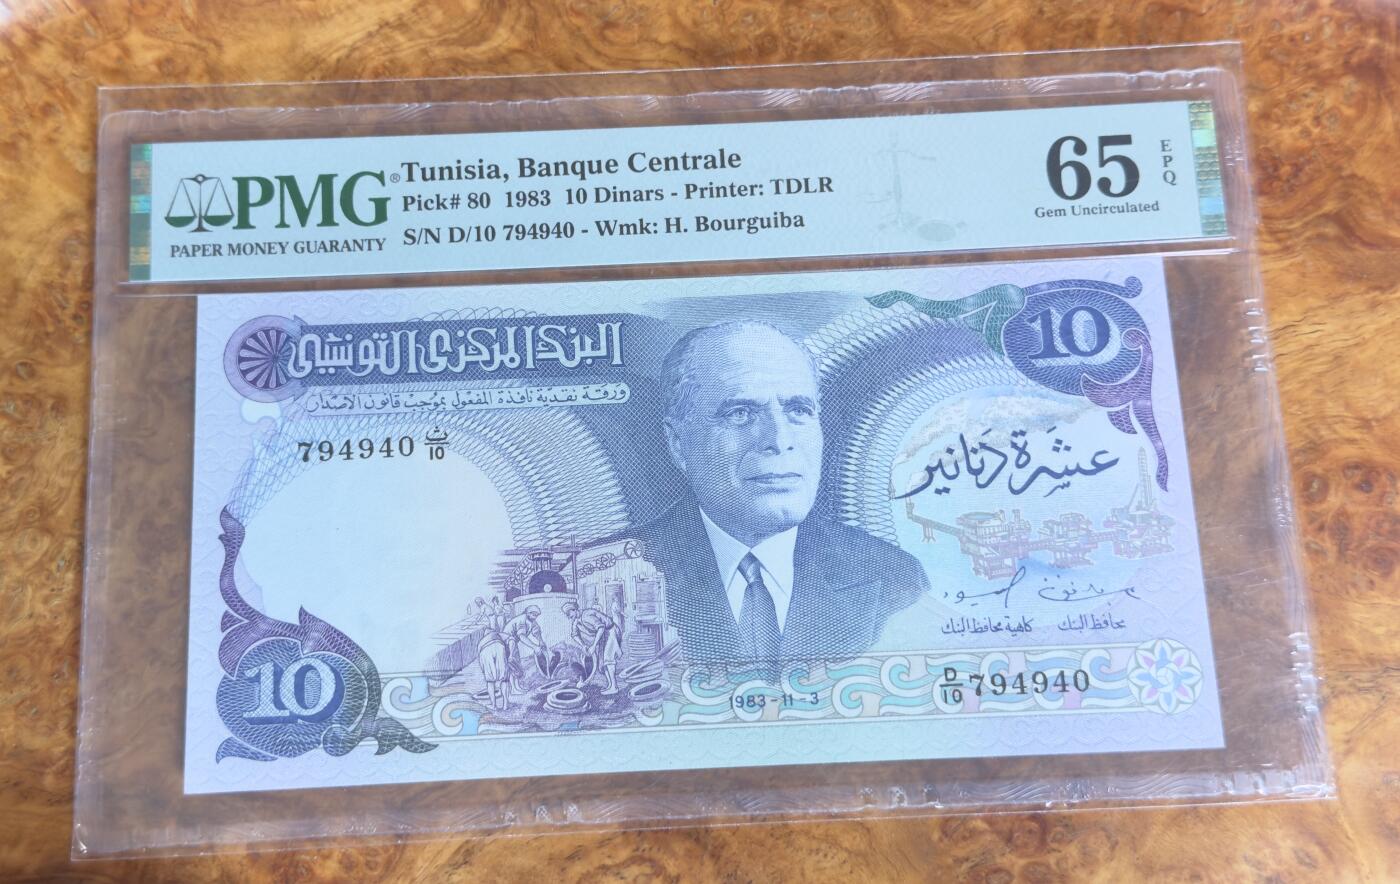 PMG®
PAPER MONEY GUARANTY
Tunisia, Banque Centrale
Pick# 80 1983 10 Dinars - Printer: TDLR
S/N D/10 794940 - Wmk: H. Bourguiba
65
EPQ
Gem Uncirculated
البنك المركزي التونسي
10
ورقة نقدية نافذة المفعول بموجب قانون الاصدار
794940 ث/10
عشرة دنانير
محافظ البنك
كاهية محافظ البنك
10
D/10 794940
1983-11-3